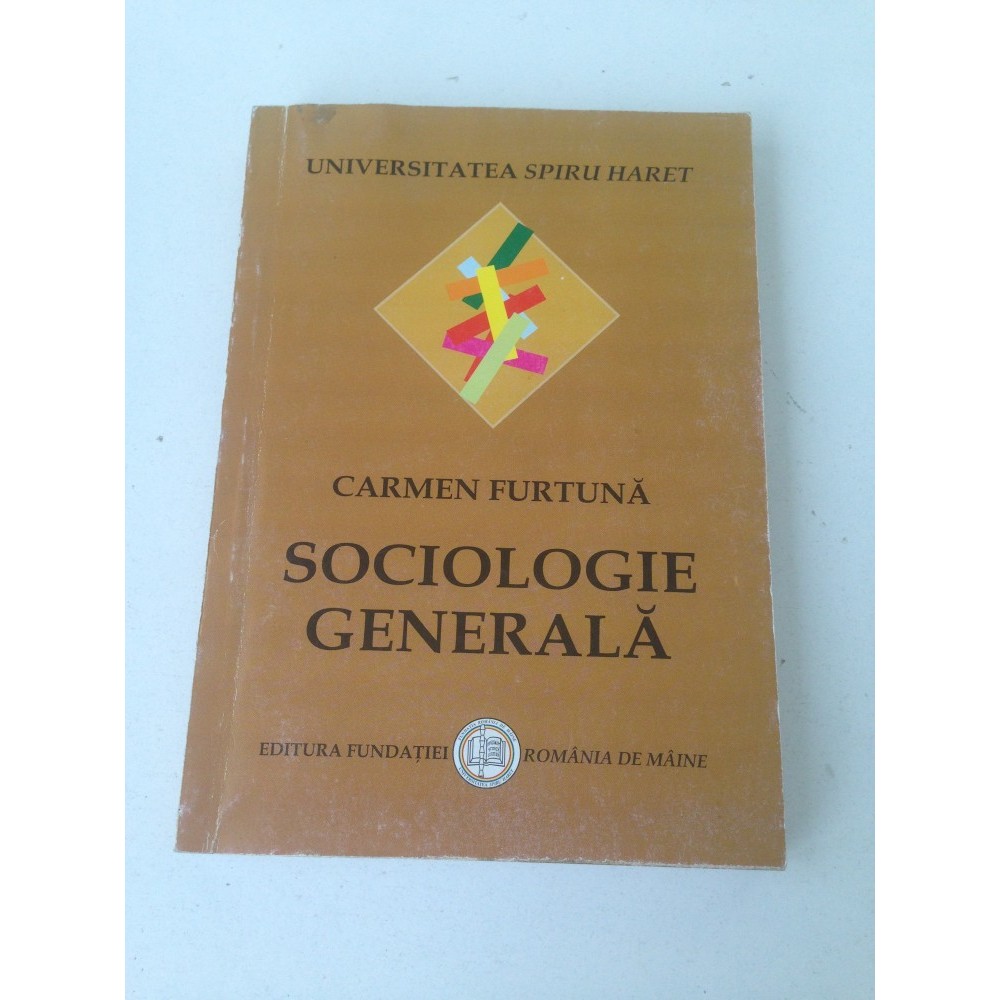 UNIVERSITATEA SPIRU HARET
CARMEN FURTUNĂ
SOCIOLOGIE
GENERALĂ
EDITURA FUNDAȚIEI ROMÂNIA DE MÂINE